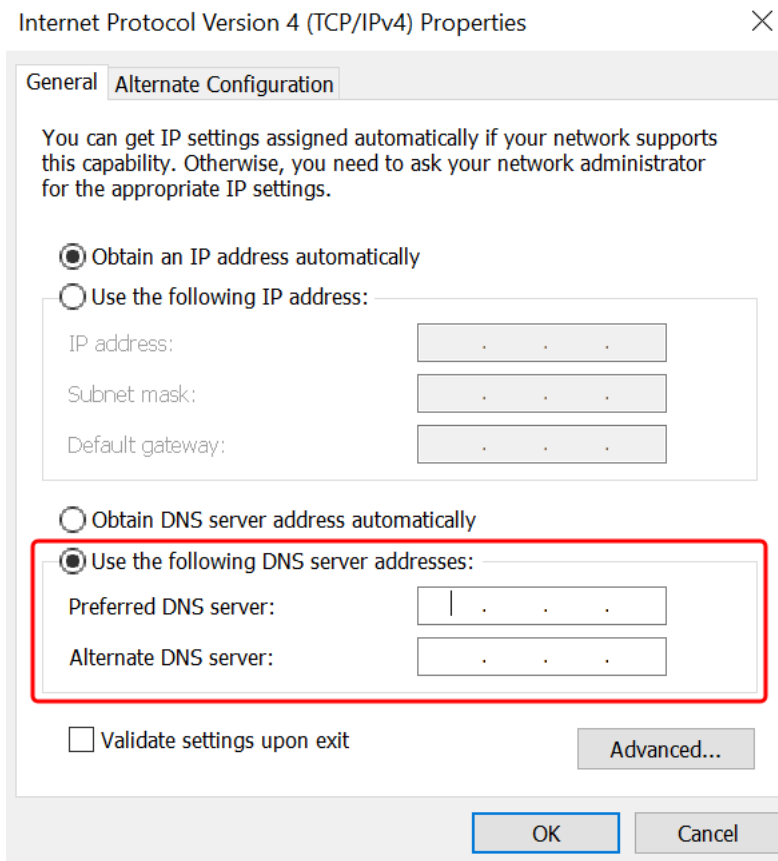 Internet Protocol Version 4 (TCP/IPv4) Properties
General
Alternate Configuration
You can get IP settings assigned automatically if your network supports
this capability. Otherwise, you need to ask your network administrator
for the appropriate IP settings.
Obtain an IP address automatically
Use the following IP address:
IP address:
Subnet mask:
Default gateway:
Obtain DNS server address automatically
Use the following DNS server addresses:
Preferred DNS server:
Alternate DNS server:
Validate settings upon exit
Advanced...
OK
Cancel